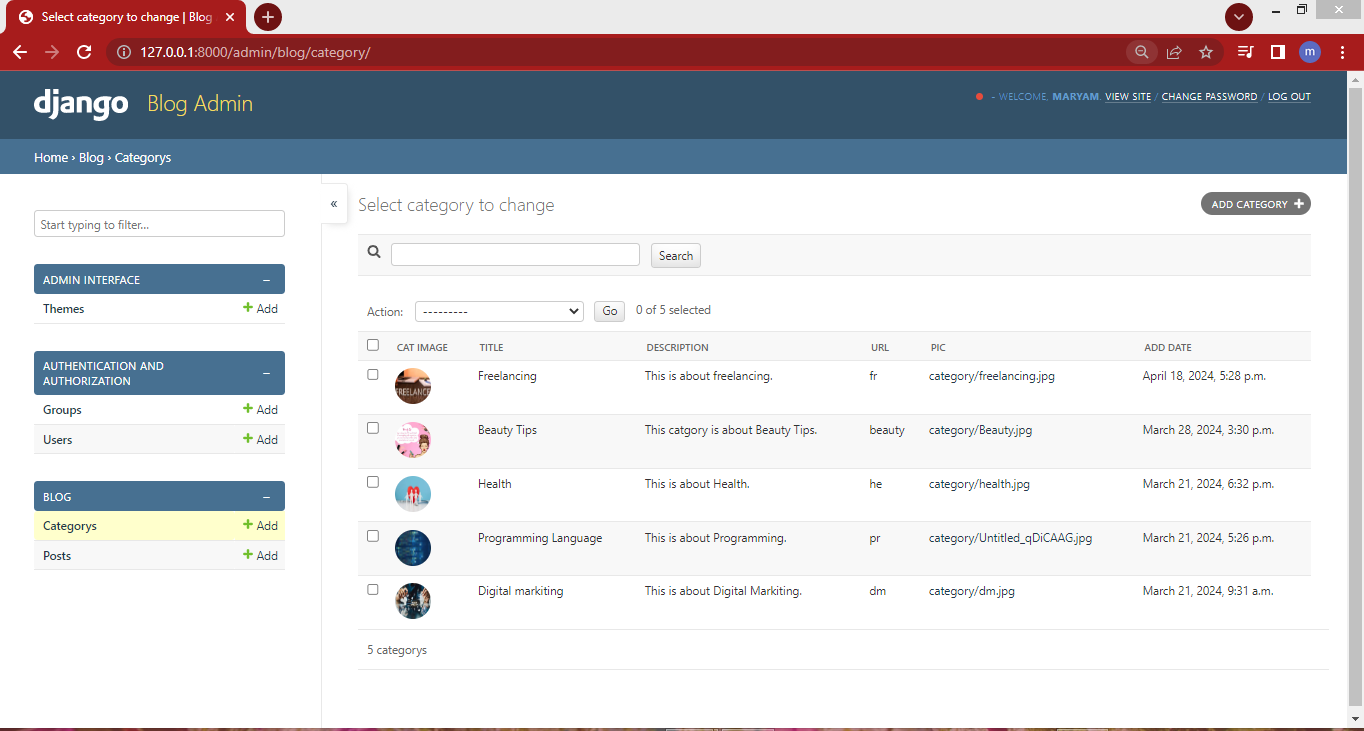 Select category to change | Blog
127.0.0.1:8000/admin/blog/category/
m
django Blog Admin
- WELCOME, MARYAM. VIEW SITE / CHANGE PASSWORD / LOG OUT
Home › Blog › Categorys
Start typing to filter...
ADMIN INTERFACE –
Themes + Add
AUTHENTICATION AND
AUTHORIZATION –
Groups + Add
Users + Add
BLOG –
Categorys + Add
Posts + Add
«
Select category to change
ADD CATEGORY +
Search
Action: --------- Go 0 of 5 selected
CAT IMAGE TITLE DESCRIPTION URL PIC ADD DATE
FREELANCE Freelancing This is about freelancing. fr category/freelancing.jpg April 18, 2024, 5:28 p.m.
Beauty Tips This catgory is about Beauty Tips. beauty category/Beauty.jpg March 28, 2024, 3:30 p.m.
Health This is about Health. he category/health.jpg March 21, 2024, 6:32 p.m.
Programming Language This is about Programming. pr category/Untitled_qDiCAAG.jpg March 21, 2024, 5:26 p.m.
Digital markiting This is about Digital Markiting. dm category/dm.jpg March 21, 2024, 9:31 a.m.
5 categorys